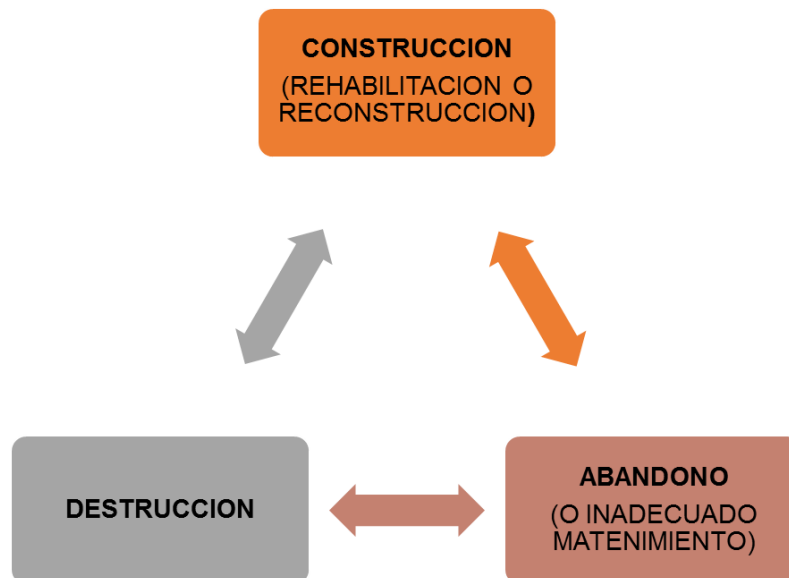 CONSTRUCCION
(REHABILITACION O
RECONSTRUCCION)
DESTRUCCION
ABANDONO
(O INADECUADO
MATENIMIENTO)